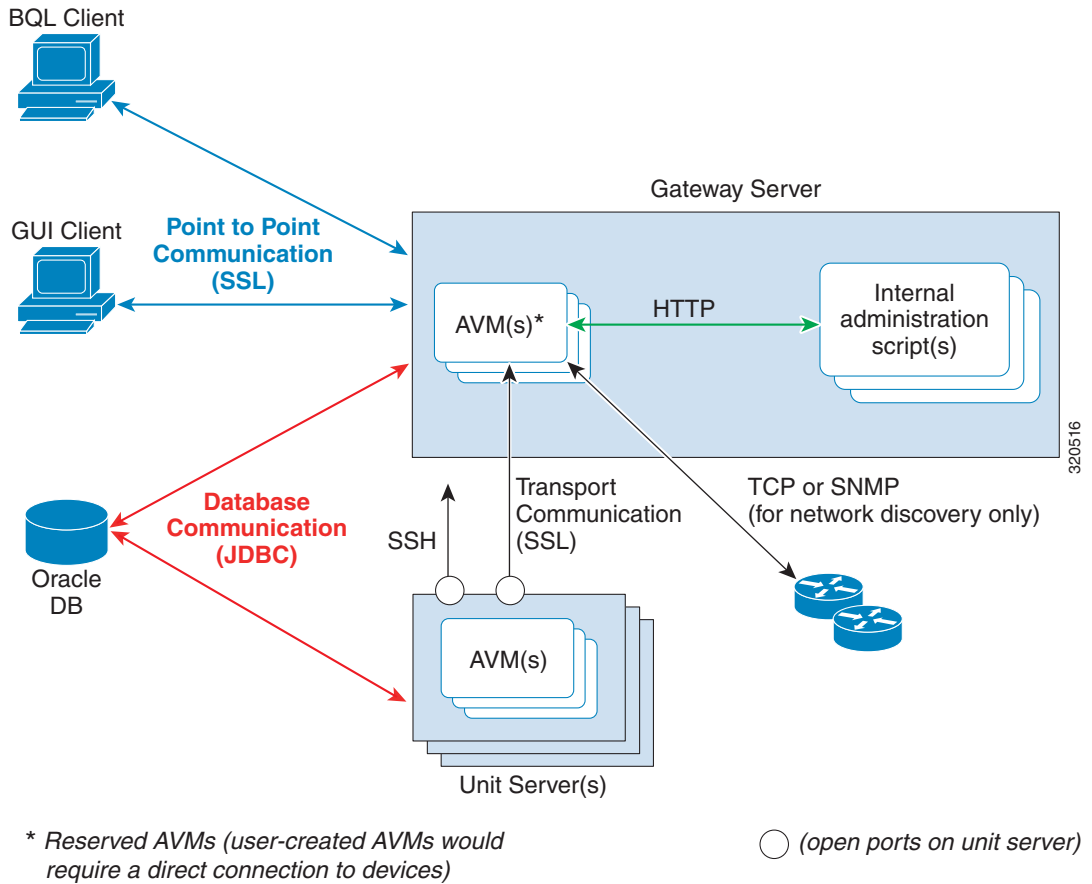 BQL Client
Gateway Server
GUI Client
Point to Point
Communication
(SSL)
AVM(s)*
HTTP
Internal
administration
script(s)
320516
Database
Communication
(JDBC)
Oracle
DB
SSH
Transport
Communication
(SSL)
TCP or SNMP
(for network discovery only)
AVM(s)
Unit Server(s)
* Reserved AVMs (user-created AVMs would
require a direct connection to devices)
(open ports on unit server)